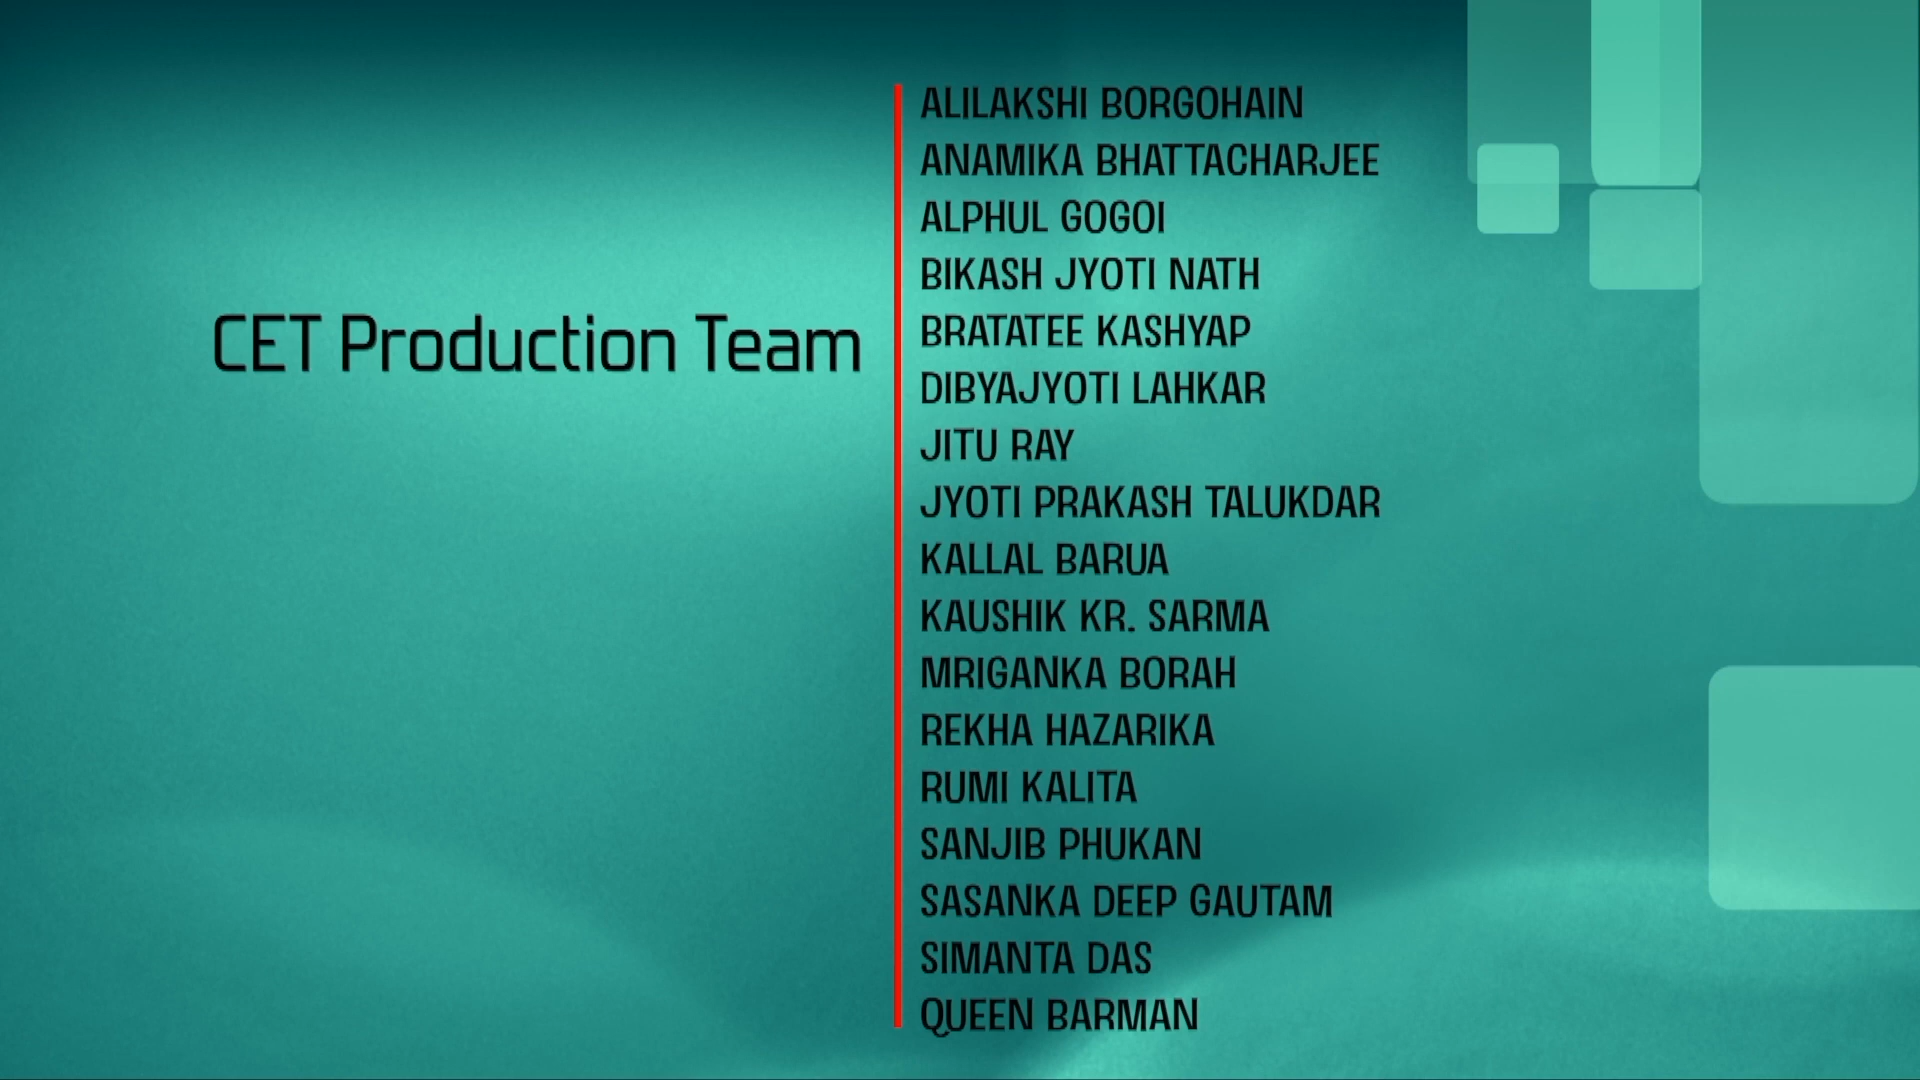 CET Production Team
ALILAKSHI BORGOHAIN
ANAMIKA BHATTACHARJEE
ALPHUL GOGOI
BIKASH JYOTI NATH
BRATATEE KASHYAP
DIBYAJYOTI LAHKAR
JITU RAY
JYOTI PRAKASH TALUKDAR
KALLAL BARUA
KAUSHIK KR. SARMA
MRIGANKA BORAH
REKHA HAZARIKA
RUMI KALITA
SANJIB PHUKAN
SASANKA DEEP GAUTAM
SIMANTA DAS
QUEEN BARMAN